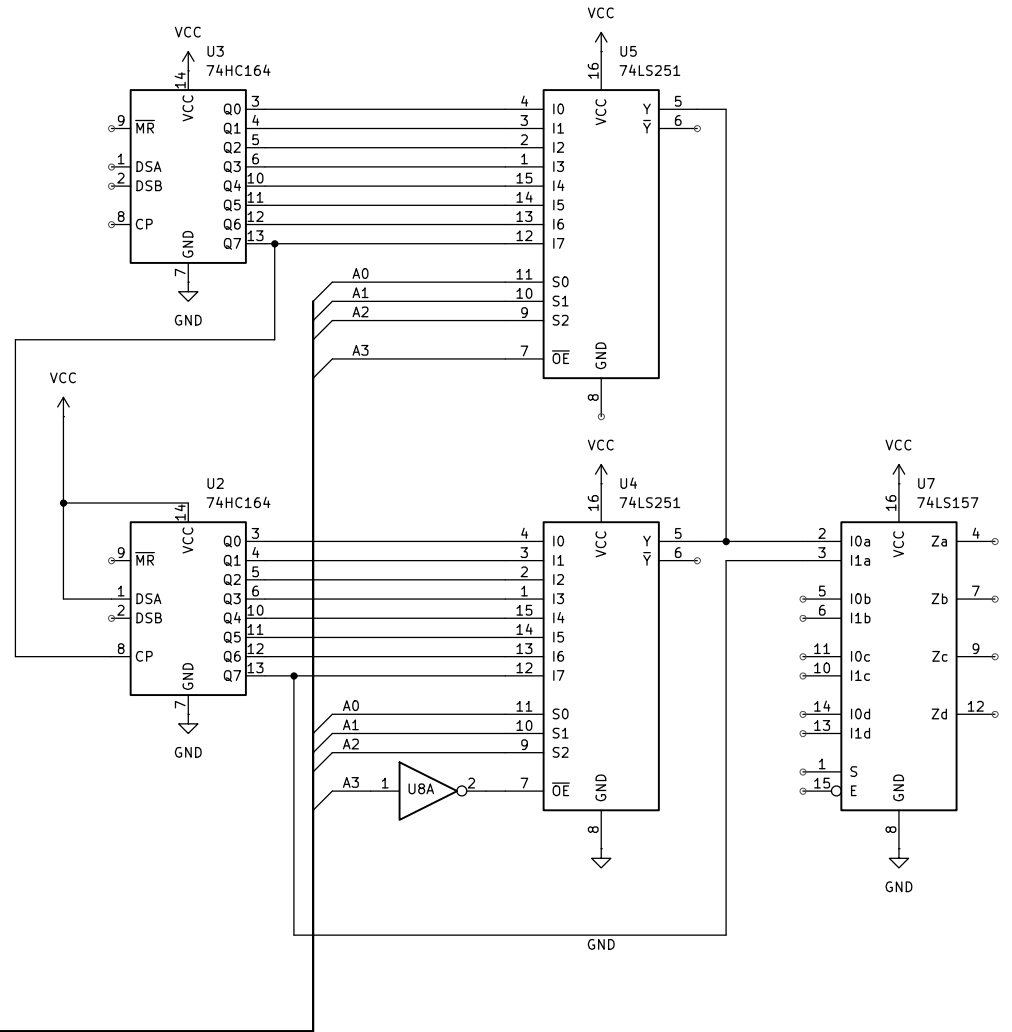 VCC
U3
74HC164
14
VCC
9 MR
1 DSA
2 DSB
8 CP
GND
7
GND
Q0 3
Q1 4
Q2 5
Q3 6
Q4 10
Q5 11
Q6 12
Q7 13
VCC
U5
74LS251
16
VCC
4 I0
3 I1
2 I2
1 I3
15 I4
14 I5
13 I6
12 I7
A0 11 S0
A1 10 S1
A2 9 S2
A3 7 OE
Y 5
Y 6
GND
8
VCC
U2
74HC164
14
VCC
9 MR
1 DSA
2 DSB
8 CP
GND
7
GND
Q0 3
Q1 4
Q2 5
Q3 6
Q4 10
Q5 11
Q6 12
Q7 13
VCC
U4
74LS251
16
VCC
4 I0
3 I1
2 I2
1 I3
15 I4
14 I5
13 I6
12 I7
A0 11 S0
A1 10 S1
A2 9 S2
A3 1 U8A 2 7 OE
Y 5
Y 6
GND
8
GND
VCC
U7
74LS157
16
VCC
2 I0a
3 I1a
5 I0b
6 I1b
11 I0c
10 I1c
14 I0d
13 I1d
1 S
15 E
Za 4
Zb 7
Zc 9
Zd 12
GND
8
GND